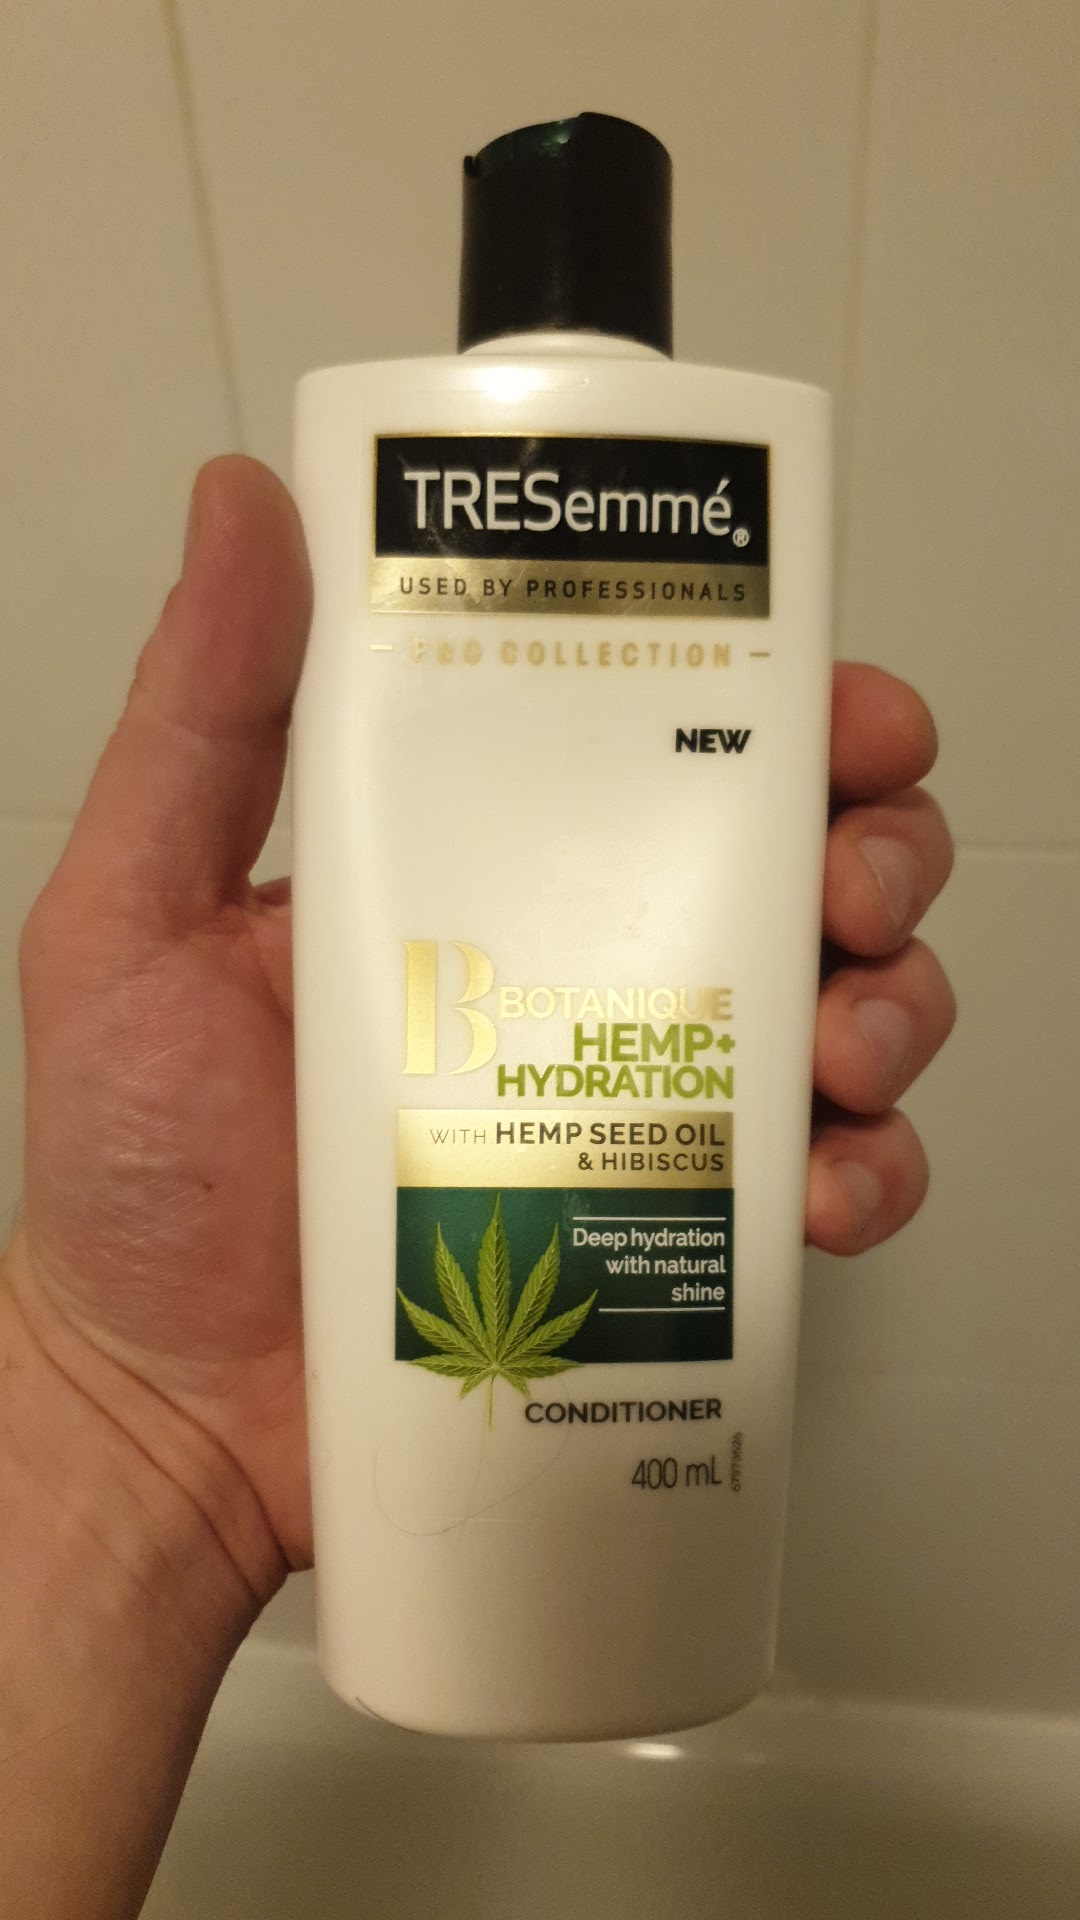 TRESemmé®
USED BY PROFESSIONALS
– PRO COLLECTION –
NEW
B BOTANIQUE
HEMP+
HYDRATION
WITH HEMP SEED OIL
& HIBISCUS
Deep hydration
with natural
shine
CONDITIONER
400 mL